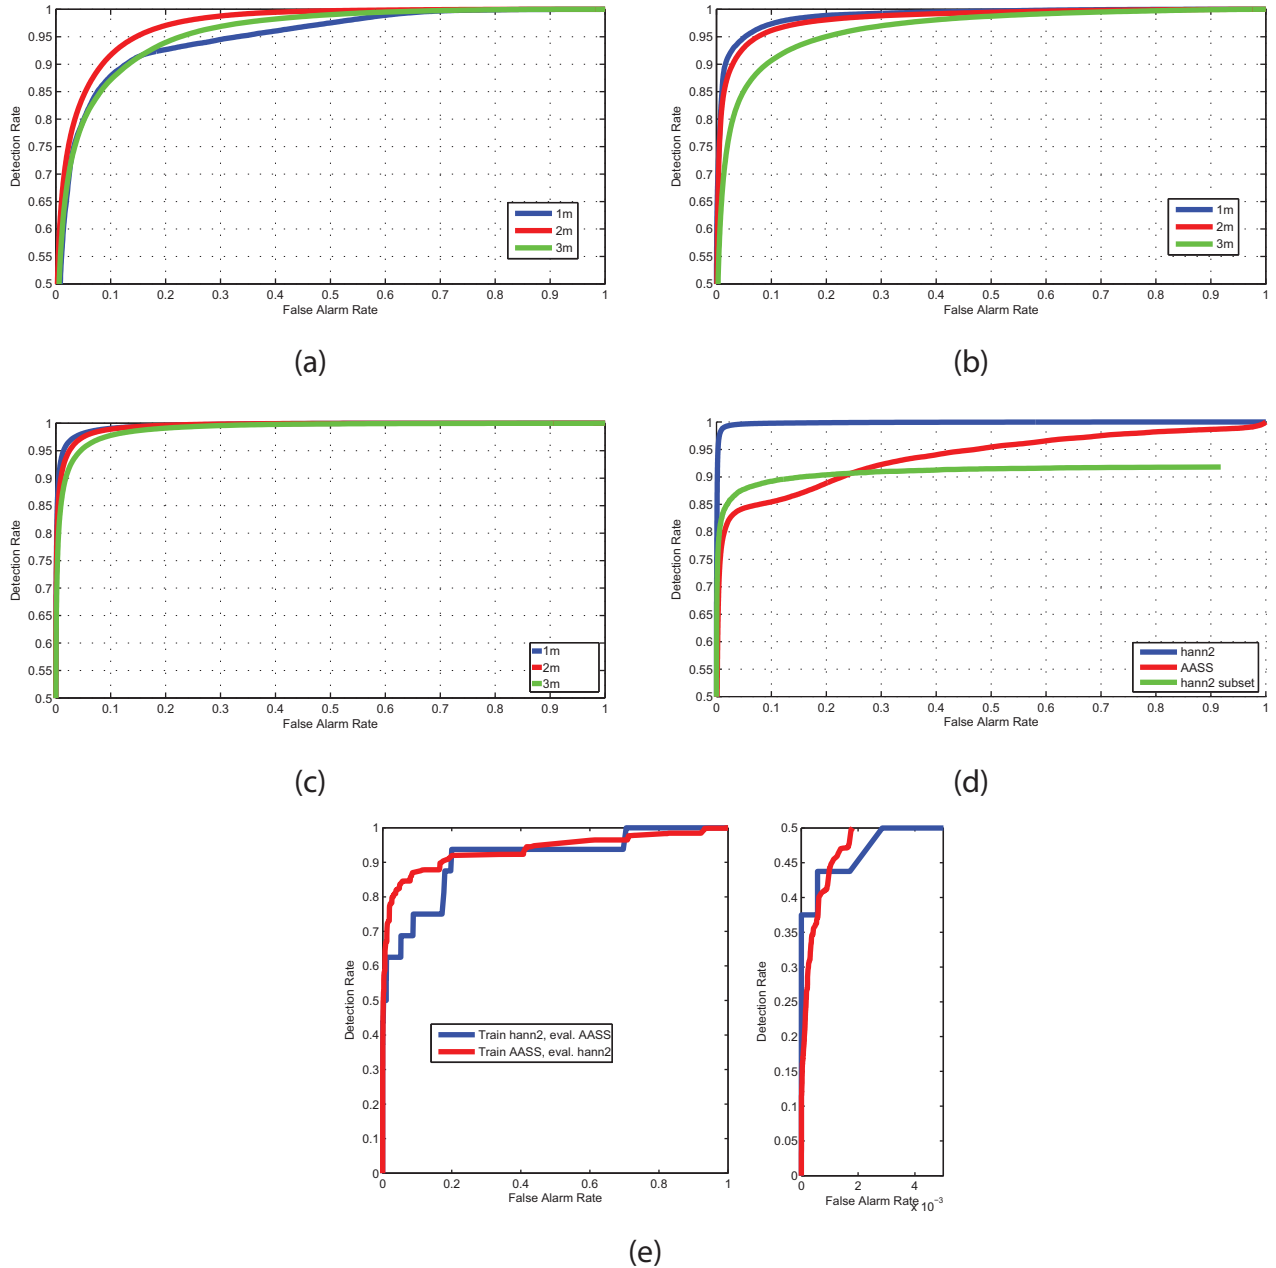 1
0.95
0.9
0.85
0.8
0.75
0.7
0.65
0.6
0.55
0.5
Detection Rate
1m
2m
3m
0 0.1 0.2 0.3 0.4 0.5 0.6 0.7 0.8 0.9 1
False Alarm Rate
(a)
1
0.95
0.9
0.85
0.8
0.75
0.7
0.65
0.6
0.55
0.5
Detection Rate
1m
2m
3m
0 0.1 0.2 0.3 0.4 0.5 0.6 0.7 0.8 0.9 1
False Alarm Rate
(b)
1
0.95
0.9
0.85
0.8
0.75
0.7
0.65
0.6
0.55
0.5
Detection Rate
1m
2m
3m
0 0.1 0.2 0.3 0.4 0.5 0.6 0.7 0.8 0.9 1
False Alarm Rate
(c)
1
0.95
0.9
0.85
0.8
0.75
0.7
0.65
0.6
0.55
0.5
Detection Rate
hann2
AASS
hann2 subset
0 0.1 0.2 0.3 0.4 0.5 0.6 0.7 0.8 0.9 1
False Alarm Rate
(d)
1
0.9
0.8
0.7
0.6
0.5
0.4
0.3
0.2
0.1
0
Detection Rate
Train hann2, eval. AASS
Train AASS, eval. hann2
0.2 0.4 0.6 0.8 1
False Alarm Rate
0.5
0.45
0.4
0.35
0.3
0.25
0.2
0.15
0.1
0.05
0
Detection Rate
0 2 4
False Alarm Rate
x 10⁻³
(e)